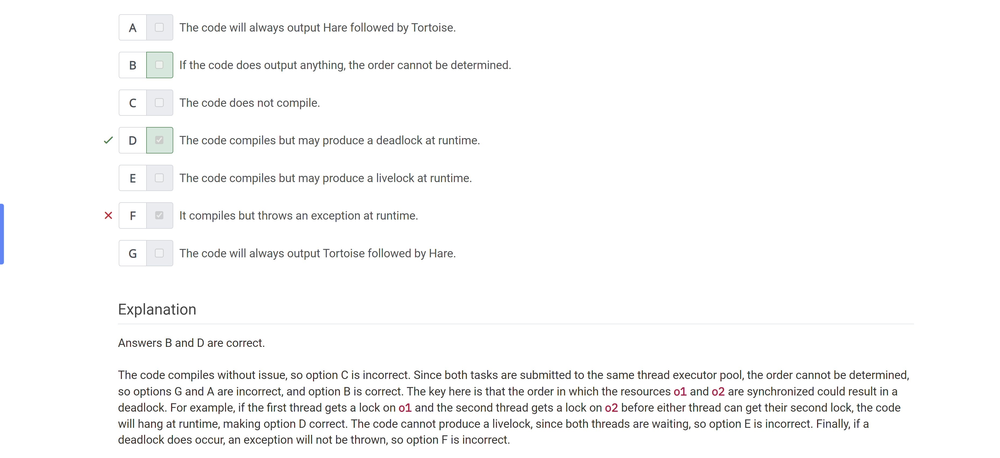 A The code will always output Hare followed by Tortoise.
B If the code does output anything, the order cannot be determined.
C The code does not compile.
D The code compiles but may produce a deadlock at runtime.
E The code compiles but may produce a livelock at runtime.
F It compiles but throws an exception at runtime.
G The code will always output Tortoise followed by Hare.
Explanation
Answers B and D are correct.
The code compiles without issue, so option C is incorrect. Since both tasks are submitted to the same thread executor pool, the order cannot be determined,
so options G and A are incorrect, and option B is correct. The key here is that the order in which the resources o1 and o2 are synchronized could result in a
deadlock. For example, if the first thread gets a lock on o1 and the second thread gets a lock on o2 before either thread can get their second lock, the code
will hang at runtime, making option D correct. The code cannot produce a livelock, since both threads are waiting, so option E is incorrect. Finally, if a
deadlock does occur, an exception will not be thrown, so option F is incorrect.